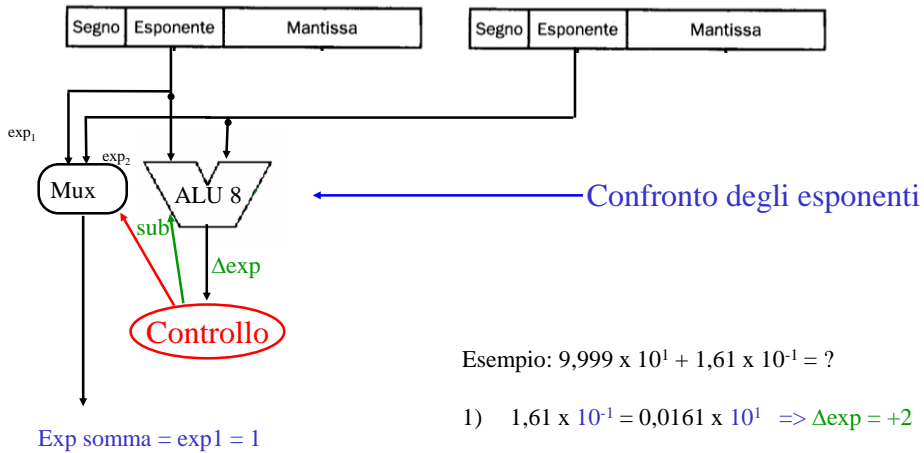 Segno Esponente Mantissa
Segno Esponente Mantissa
exp₁
exp₂
Mux
ALU 8
Confronto degli esponenti
sub
Δexp
Controllo
Esempio: 9,999 x 10¹ + 1,61 x 10⁻¹ = ?
1) 1,61 x 10⁻¹ = 0,0161 x 10¹ => Δexp = +2
Exp somma = exp1 = 1